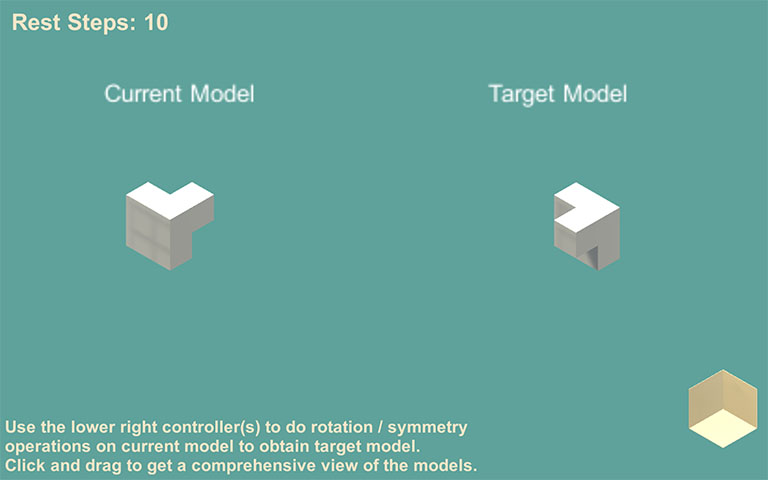 Rest Steps: 10
Current Model
Target Model
Use the lower right controller(s) to do rotation / symmetry
operations on current model to obtain target model.
Click and drag to get a comprehensive view of the models.